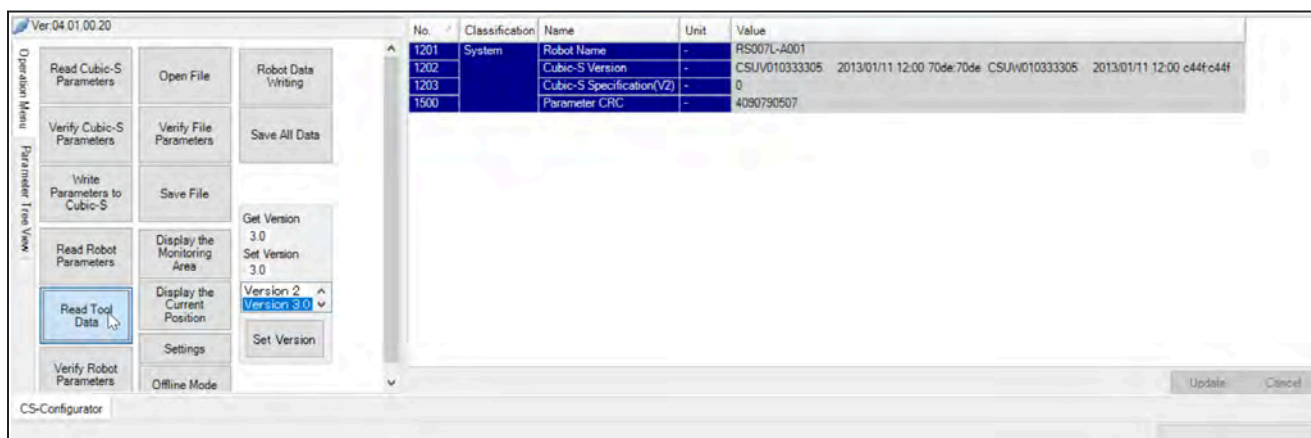 Ver:04.01.00.20
Operation Menu
Parameter Tree View
Read Cubic-S
Parameters
Open File
Robot Data
Writing
Verify Cubic-S
Parameters
Verify File
Parameters
Save All Data
Write
Parameters to
Cubic-S
Save File
Get Version
3.0
Set Version
3.0
Read Robot
Parameters
Display the
Monitoring
Area
Version 2
Version 3.0
Read Tool
Data
Display the
Current
Position
Set Version
Settings
Verify Robot
Parameters
Offline Mode
CS-Configurator
No. Classification Name Unit Value
1201 System Robot Name - RS007L-A001
1202 Cubic-S Version - CSUV010333305 2013/01/11 12:00 70de:70de CSUW010333305 2013/01/11 12:00 c44f:c44f
1203 Cubic-S Specification(V2) - 0
1500 Parameter CRC - 4090790507
Update Cancel